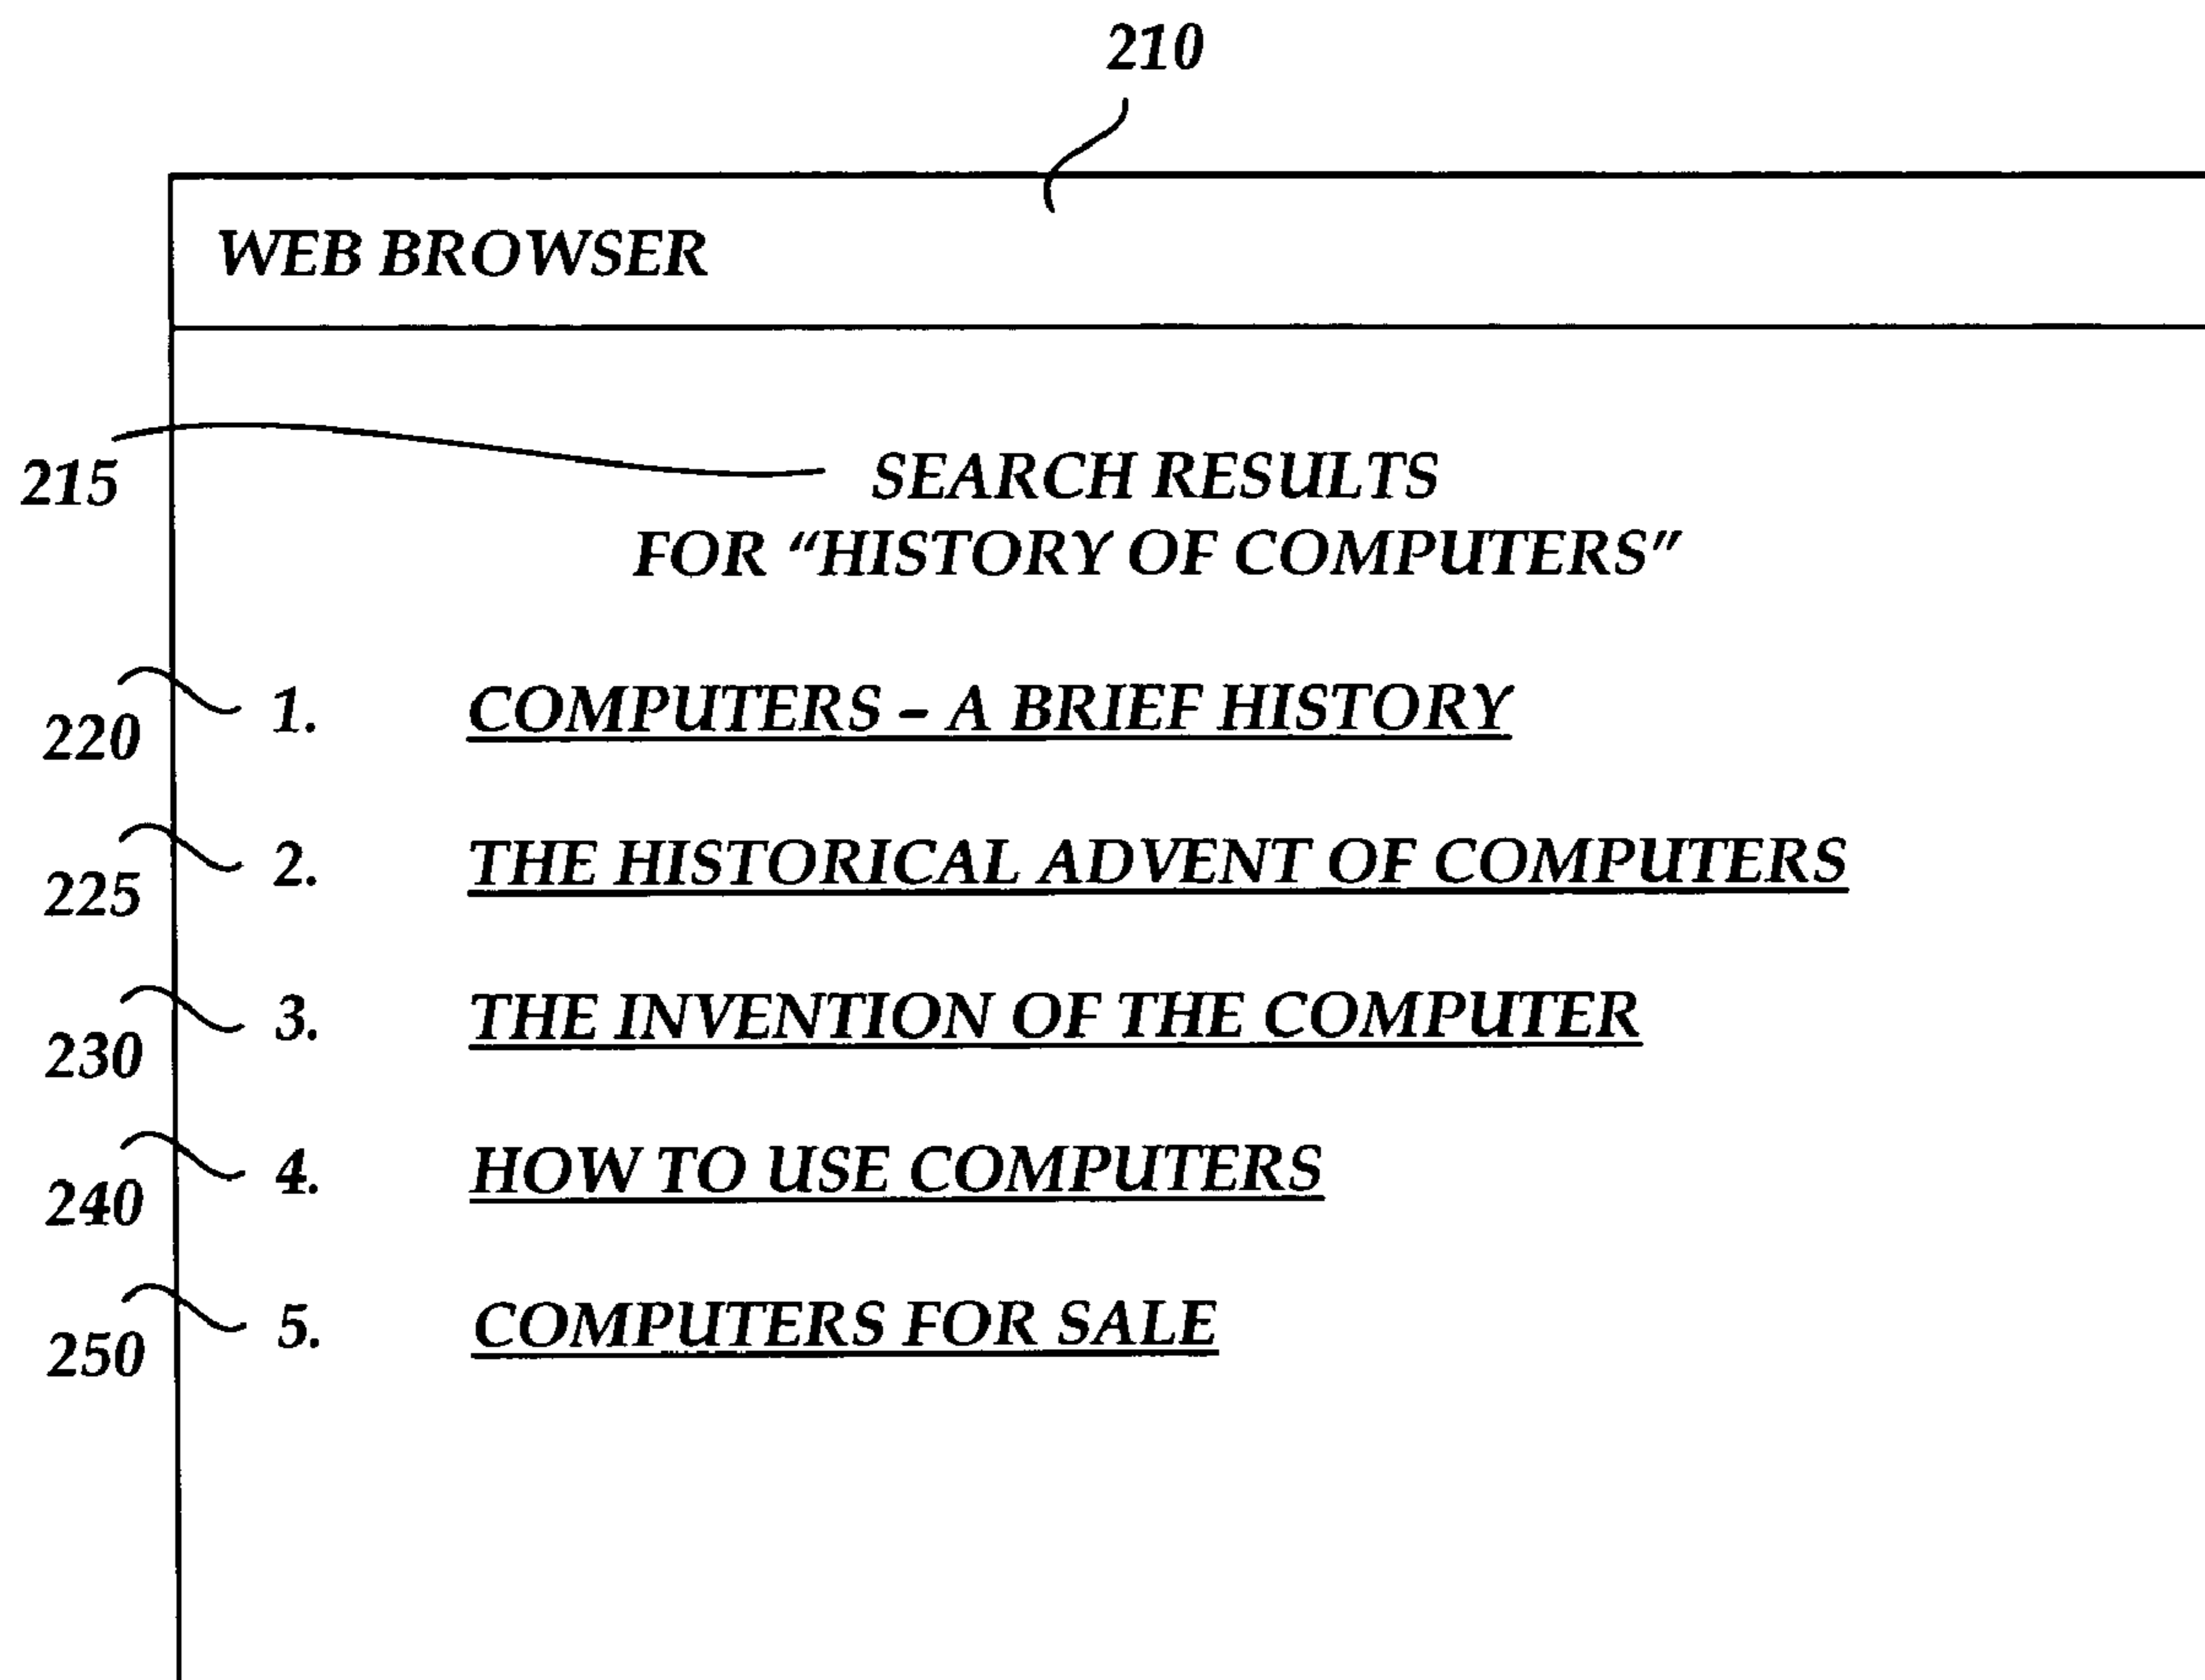 210
WEB BROWSER
215
SEARCH RESULTS
FOR “HISTORY OF COMPUTERS”
220 1. COMPUTERS – A BRIEF HISTORY
225 2. THE HISTORICAL ADVENT OF COMPUTERS
230 3. THE INVENTION OF THE COMPUTER
240 4. HOW TO USE COMPUTERS
250 5. COMPUTERS FOR SALE